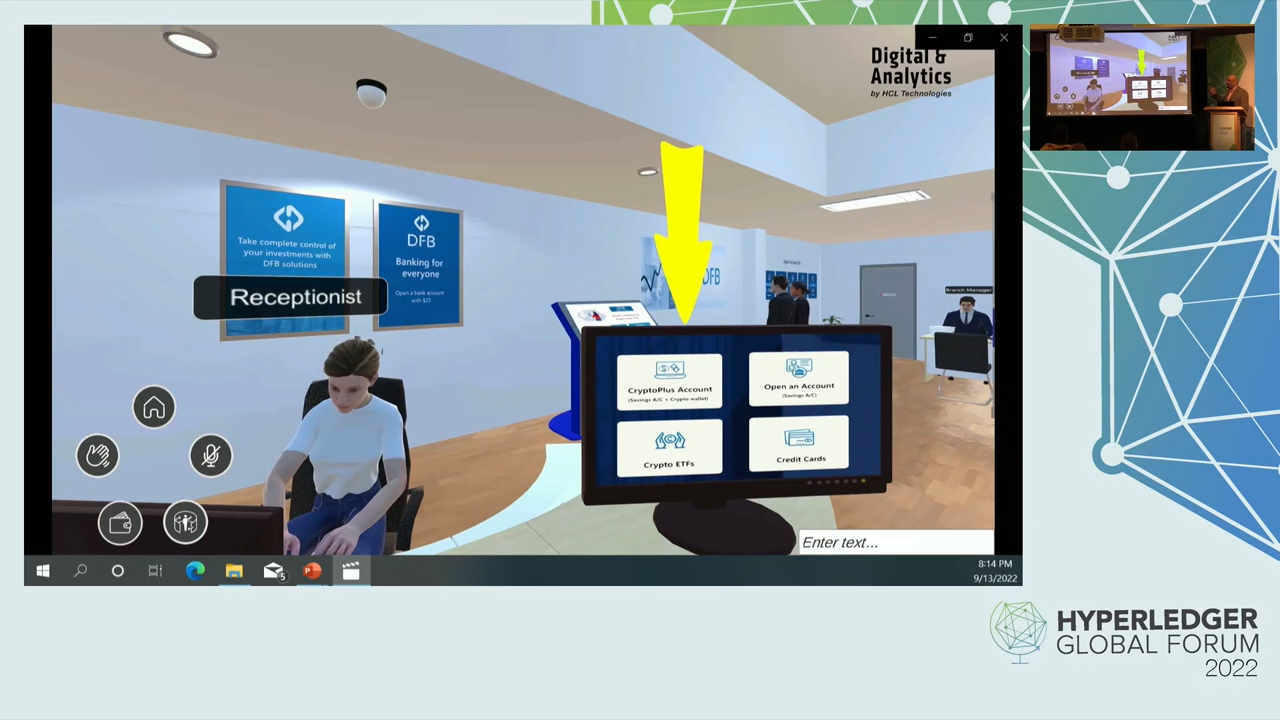 Digital &
Analytics
by HCL Technologies
Take complete control of
your investments with
DFB solutions
DFB
Banking for
everyone
Open a bank account
with $25
Receptionist
DFB
Branch Manager
CryptoPlus Account
(Savings A/C + Crypto wallet)
Open an Account
(Savings A/C)
Crypto ETFs
Credit Cards
Enter text...
5
8:14 PM
9/13/2022
HYPERLEDGER
GLOBAL FORUM
2022